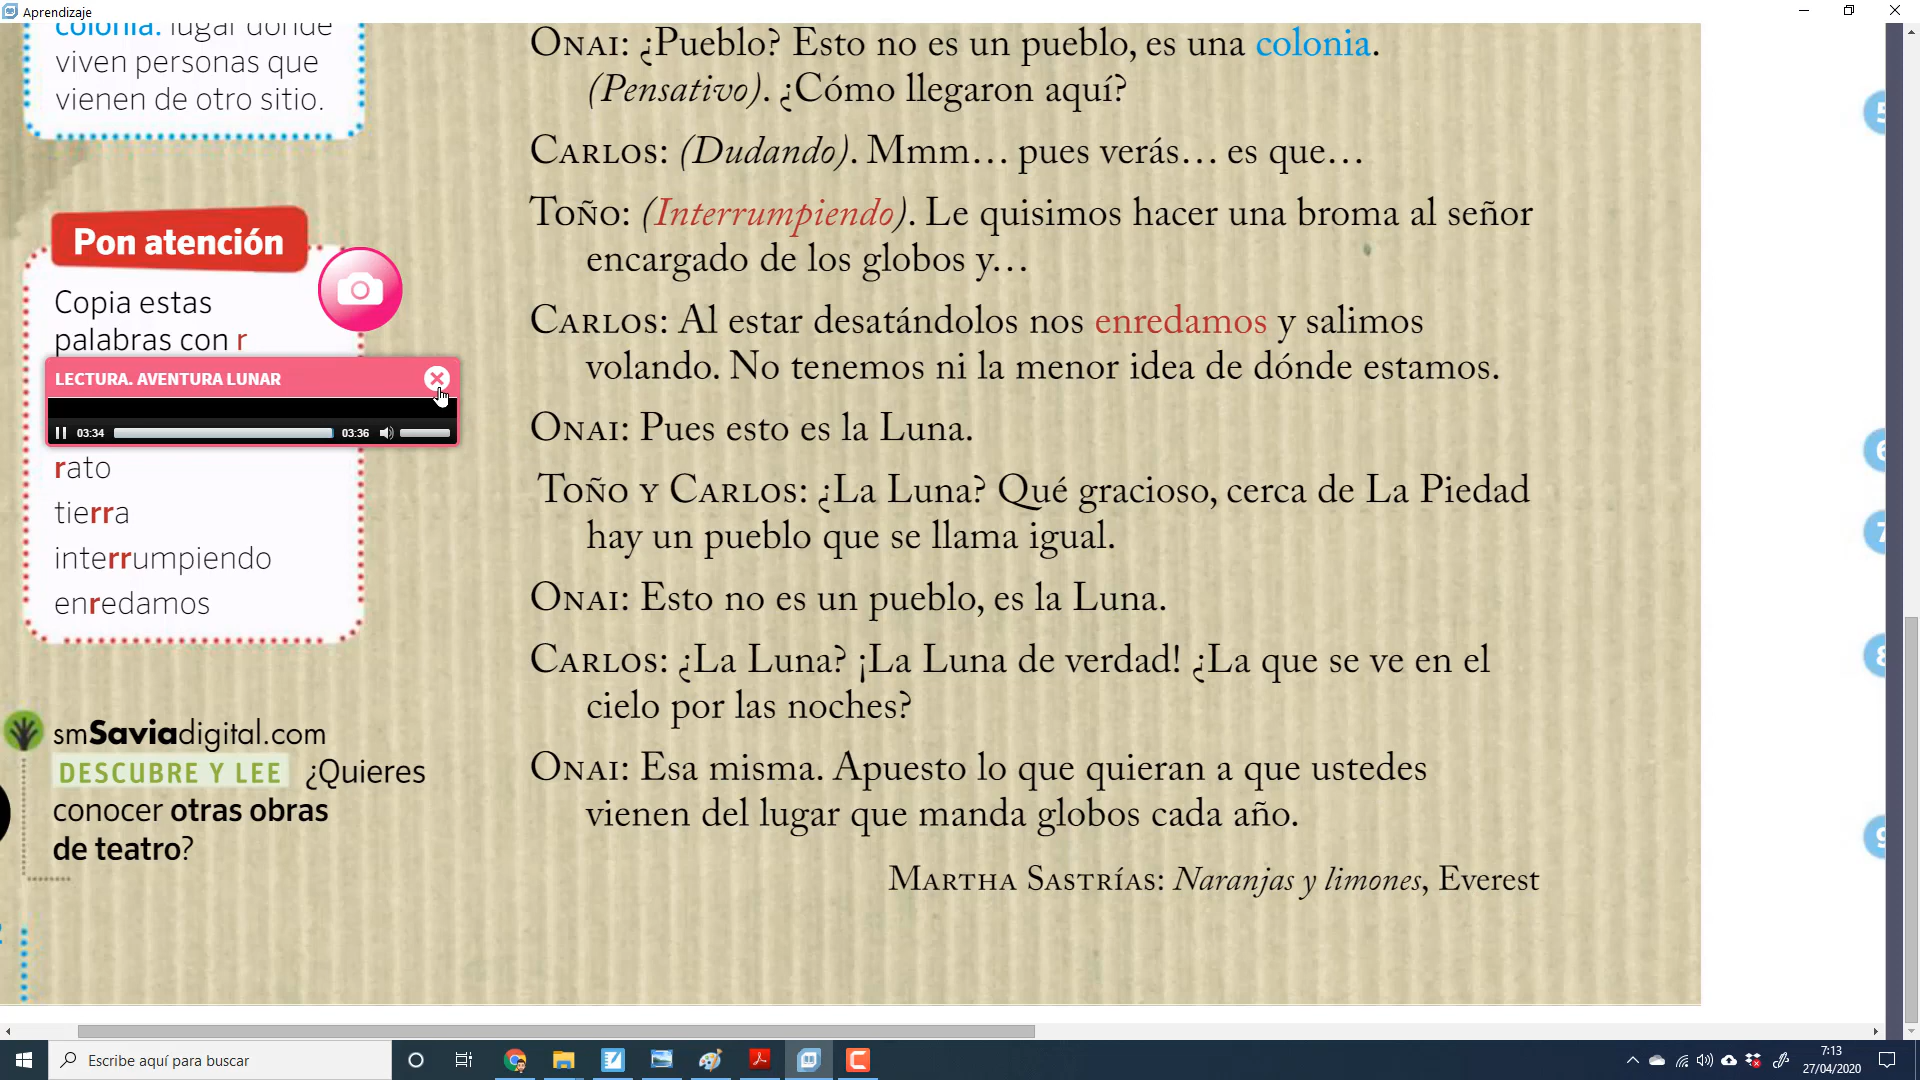 Aprendizaje
colonia: lugar donde
viven personas que
vienen de otro sitio.
Pon atención
Copia estas
palabras con r
LECTURA. AVENTURA LUNAR
03:34
03:36
rato
tierra
interrumpiendo
enredamos
smSaviadigital.com
DESCUBRE Y LEE ¿Quieres
conocer otras obras
de teatro?
ONAI: ¿Pueblo? Esto no es un pueblo, es una colonia.
(Pensativo). ¿Cómo llegaron aquí?
CARLOS: (Dudando). Mmm… pues verás… es que…
TOÑO: (Interrumpiendo). Le quisimos hacer una broma al señor
encargado de los globos y…
CARLOS: Al estar desatándolos nos enredamos y salimos
volando. No tenemos ni la menor idea de dónde estamos.
ONAI: Pues esto es la Luna.
TOÑO Y CARLOS: ¿La Luna? Qué gracioso, cerca de La Piedad
hay un pueblo que se llama igual.
ONAI: Esto no es un pueblo, es la Luna.
CARLOS: ¿La Luna? ¡La Luna de verdad! ¿La que se ve en el
cielo por las noches?
ONAI: Esa misma. Apuesto lo que quieran a que ustedes
vienen del lugar que manda globos cada año.
MARTHA SASTRÍAS: Naranjas y limones, Everest
5
6
7
8
9
Escribe aquí para buscar
7:13
27/04/2020